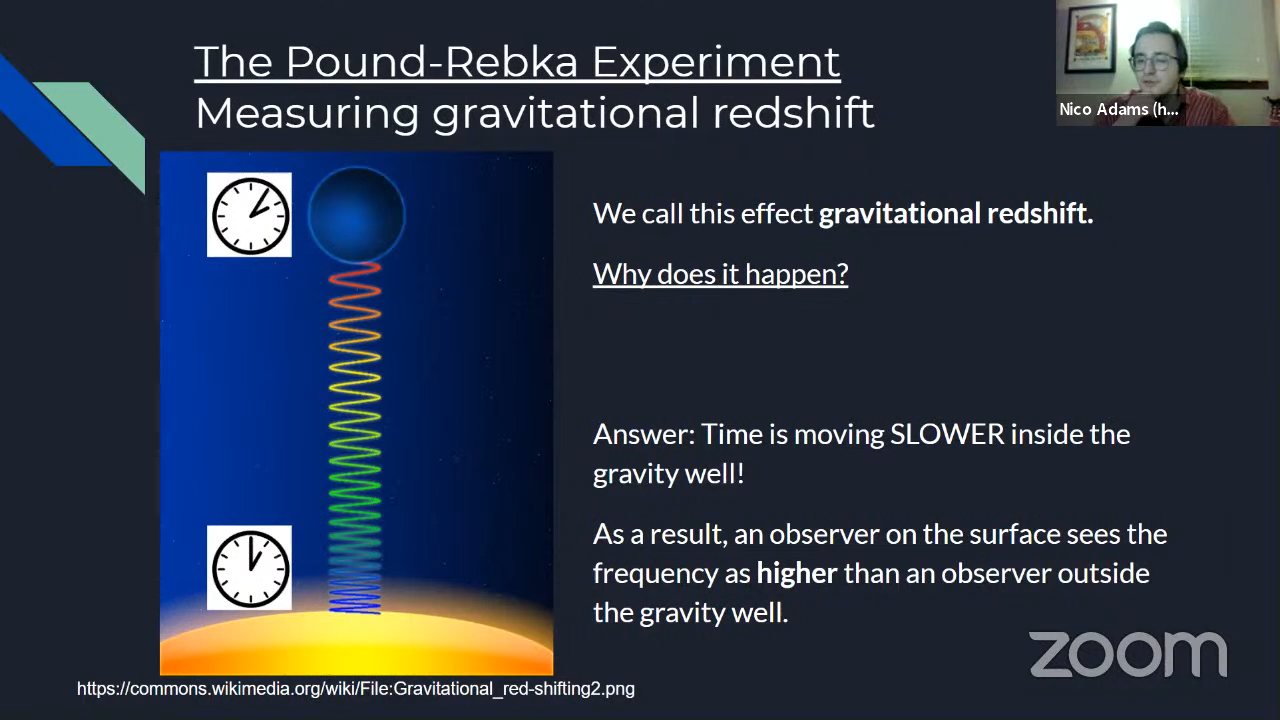 The Pound-Rebka Experiment
Measuring gravitational redshift
Nico Adams (h...
We call this effect gravitational redshift.
Why does it happen?
Answer: Time is moving SLOWER inside the
gravity well!
As a result, an observer on the surface sees the
frequency as higher than an observer outside
the gravity well.
zoom
https://commons.wikimedia.org/wiki/File:Gravitational_red-shifting2.png